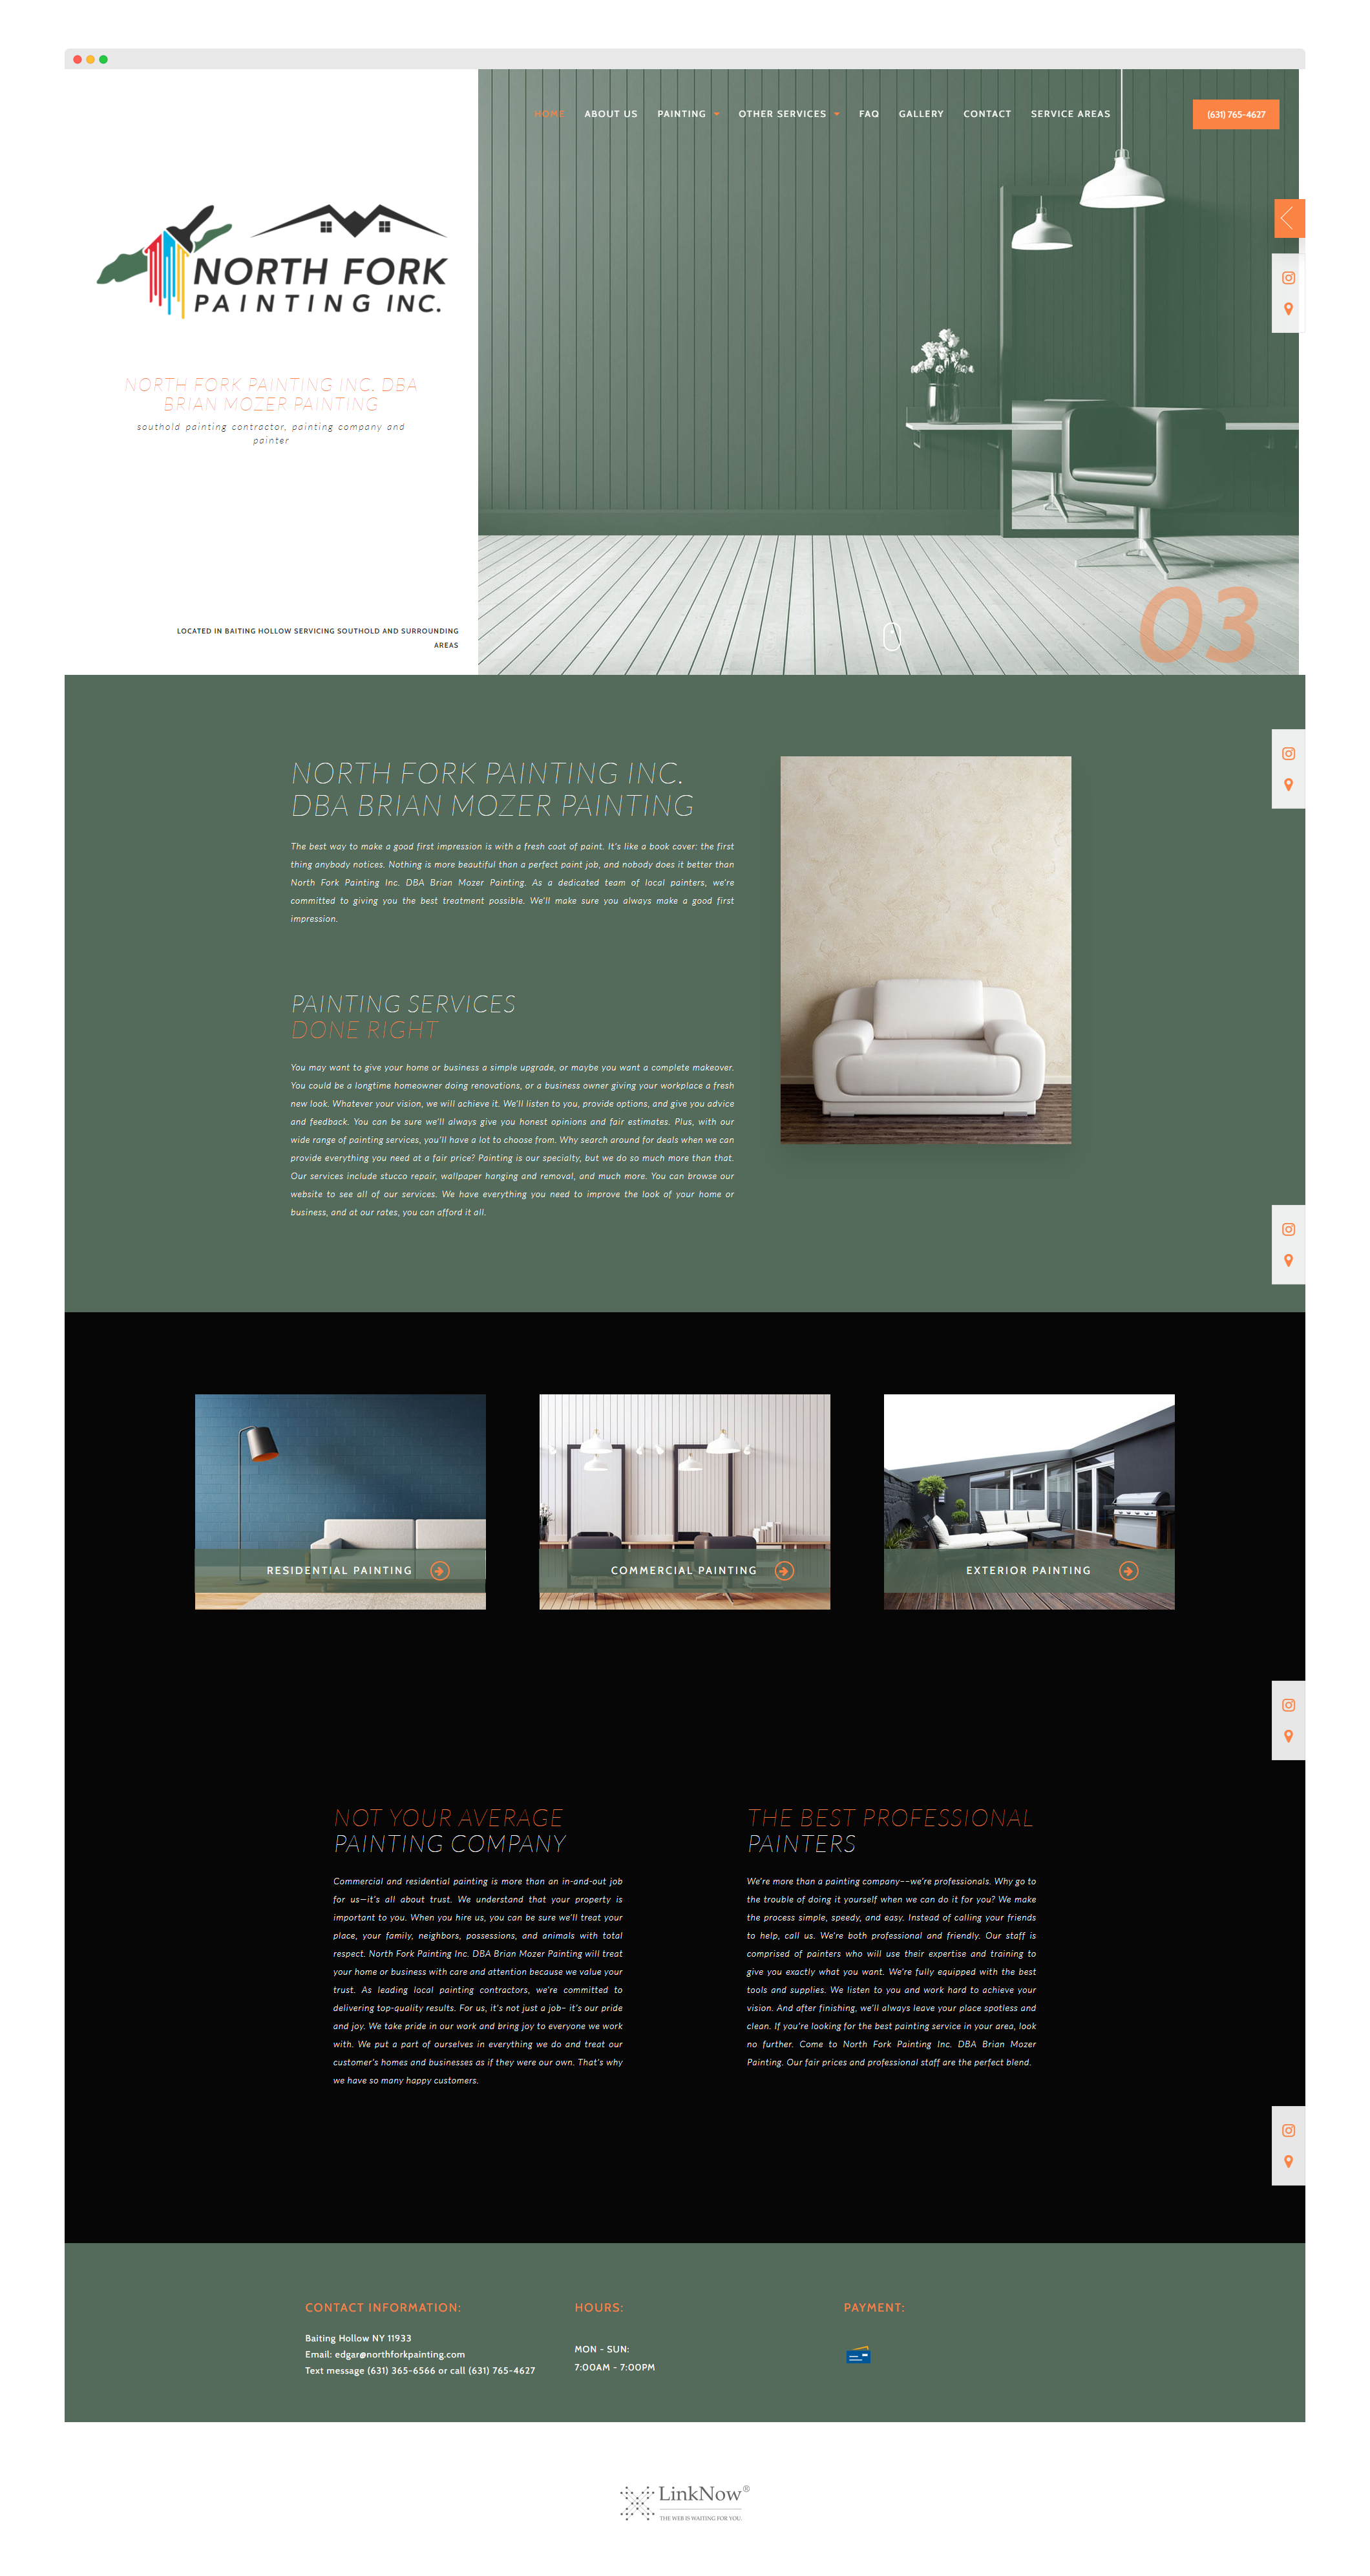 HOME ABOUT US PAINTING OTHER SERVICES FAQ GALLERY CONTACT SERVICE AREAS (631) 765-4627
NORTH FORK
PAINTING INC.
NORTH FORK PAINTING INC. DBA
BRIAN MOZER PAINTING
southold painting contractor, painting company and
painter
LOCATED IN BAITING HOLLOW SERVICING SOUTHOLD AND SURROUNDING
AREAS
03
NORTH FORK PAINTING INC.
DBA BRIAN MOZER PAINTING
The best way to make a good first impression is with a fresh coat of paint. It's like a book cover: the first
thing anybody notices. Nothing is more beautiful than a perfect paint job, and nobody does it better than
North Fork Painting Inc. DBA Brian Mozer Painting. As a dedicated team of local painters, we're
committed to giving you the best treatment possible. We'll make sure you always make a good first
impression.
PAINTING SERVICES
DONE RIGHT
You may want to give your home or business a simple upgrade, or maybe you want a complete makeover.
You could be a longtime homeowner doing renovations, or a business owner giving your workplace a fresh
new look. Whatever your vision, we will achieve it. We'll listen to you, provide options, and give you advice
and feedback. You can be sure we'll always give you honest opinions and fair estimates. Plus, with our
wide range of painting services, you'll have a lot to choose from. Why search around for deals when we can
provide everything you need at a fair price? Painting is our specialty, but we do so much more than that.
Our services include stucco repair, wallpaper hanging and removal, and much more. You can browse our
website to see all of our services. We have everything you need to improve the look of your home or
business, and at our rates, you can afford it all.
RESIDENTIAL PAINTING
COMMERCIAL PAINTING
EXTERIOR PAINTING
NOT YOUR AVERAGE
PAINTING COMPANY
Commercial and residential painting is more than an in-and-out job
for us—it's all about trust. We understand that your property is
important to you. When you hire us, you can be sure we'll treat your
place, your family, neighbors, possessions, and animals with total
respect. North Fork Painting Inc. DBA Brian Mozer Painting will treat
your home or business with care and attention because we value your
trust. As leading local painting contractors, we're committed to
delivering top-quality results. For us, it's not just a job– it's our pride
and joy. We take pride in our work and bring joy to everyone we work
with. We put a part of ourselves in everything we do and treat our
customer's homes and businesses as if they were our own. That's why
we have so many happy customers.
THE BEST PROFESSIONAL
PAINTERS
We're more than a painting company––we're professionals. Why go to
the trouble of doing it yourself when we can do it for you? We make
the process simple, speedy, and easy. Instead of calling your friends
to help, call us. We're both professional and friendly. Our staff is
comprised of painters who will use their expertise and training to
give you exactly what you want. We're fully equipped with the best
tools and supplies. We listen to you and work hard to achieve your
vision. And after finishing, we'll always leave your place spotless and
clean. If you're looking for the best painting service in your area, look
no further. Come to North Fork Painting Inc. DBA Brian Mozer
Painting. Our fair prices and professional staff are the perfect blend.
CONTACT INFORMATION:
Baiting Hollow NY 11933
Email: edgar@northforkpainting.com
Text message (631) 365-6566 or call (631) 765-4627
HOURS:
MON - SUN:
7:00AM - 7:00PM
PAYMENT:
LinkNow®
THE WEB IS WAITING FOR YOU.